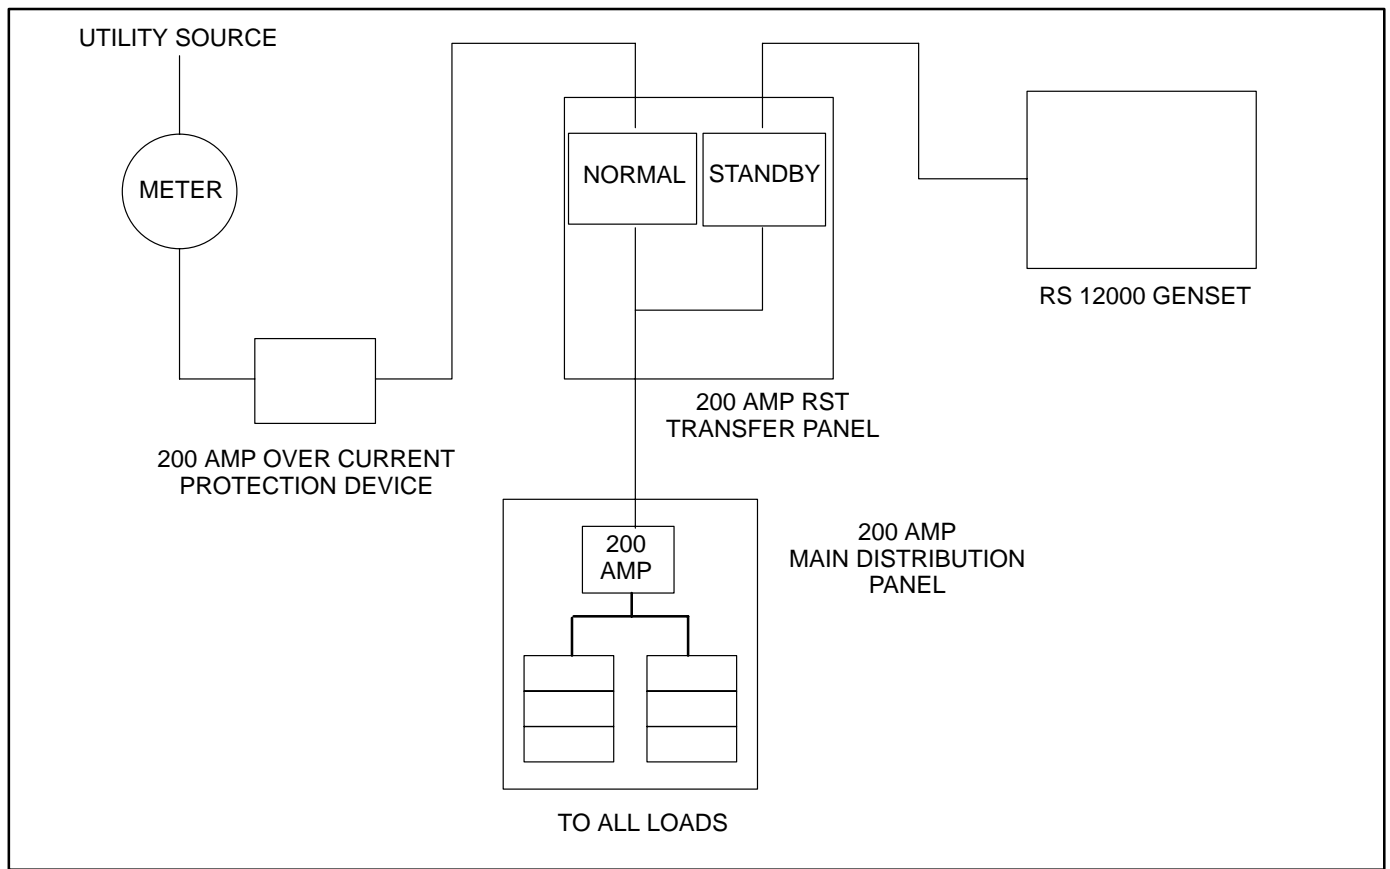 UTILITY SOURCE
METER
NORMAL
STANDBY
RS 12000 GENSET
200 AMP RST
TRANSFER PANEL
200 AMP OVER CURRENT
PROTECTION DEVICE
200
AMP
200 AMP
MAIN DISTRIBUTION
PANEL
TO ALL LOADS